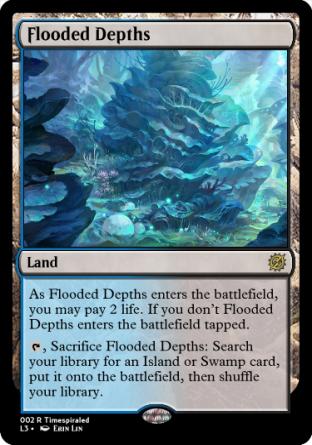 Flooded Depths
Land
As Flooded Depths enters the battlefield,
you may pay 2 life. If you don't Flooded
Depths enters the battlefield tapped.
, Sacrifice Flooded Depths: Search
your library for an Island or Swamp card,
put it onto the battlefield, then shuffle
your library.
002 R Timespiraled
L3 • Erin Lin